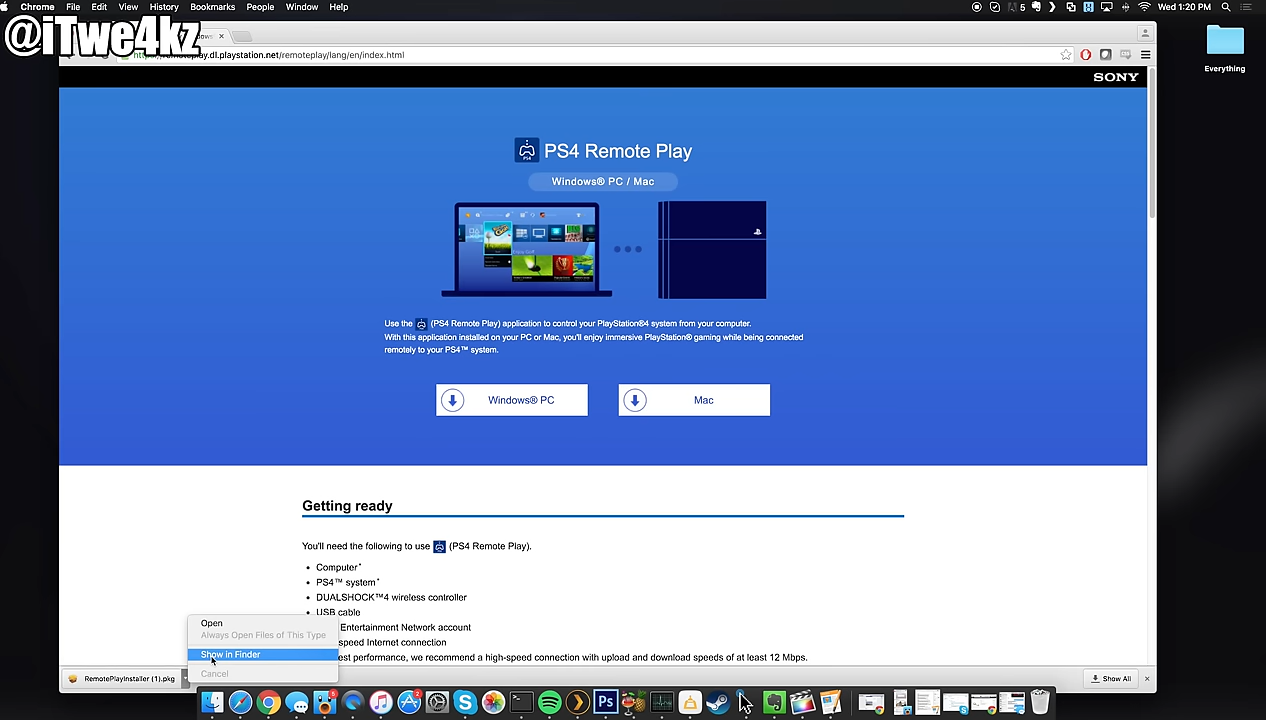 Chrome File Edit View History Bookmarks People Window Help
5 Wed 1:20 PM
@iTwe4kz
remoteplay.dl.playstation.net/remoteplay/lang/en/index.html
Everything
SONY
PS4 Remote Play
Windows® PC / Mac
Use the (PS4 Remote Play) application to control your PlayStation®4 system from your computer.
With this application installed on your PC or Mac, you'll enjoy immersive PlayStation® gaming while being connected
remotely to your PS4™ system.
Windows® PC
Mac
Getting ready
You'll need the following to use (PS4 Remote Play).
• Computer*
• PS4™ system*
• DUALSHOCK™4 wireless controller
• USB cable
Entertainment Network account
speed Internet connection
est performance, we recommend a high-speed connection with upload and download speeds of at least 12 Mbps.
Open
Always Open Files of This Type
Show in Finder
Cancel
RemotePlayInstaller (1).pkg
Show All
Ps